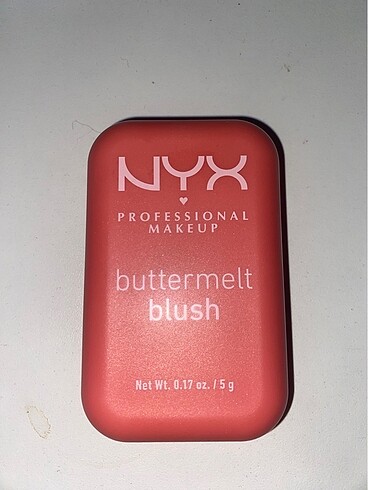 NYX
PROFESSIONAL
MAKEUP
buttermelt
blush
Net Wt. 0.17 oz. / 5 g